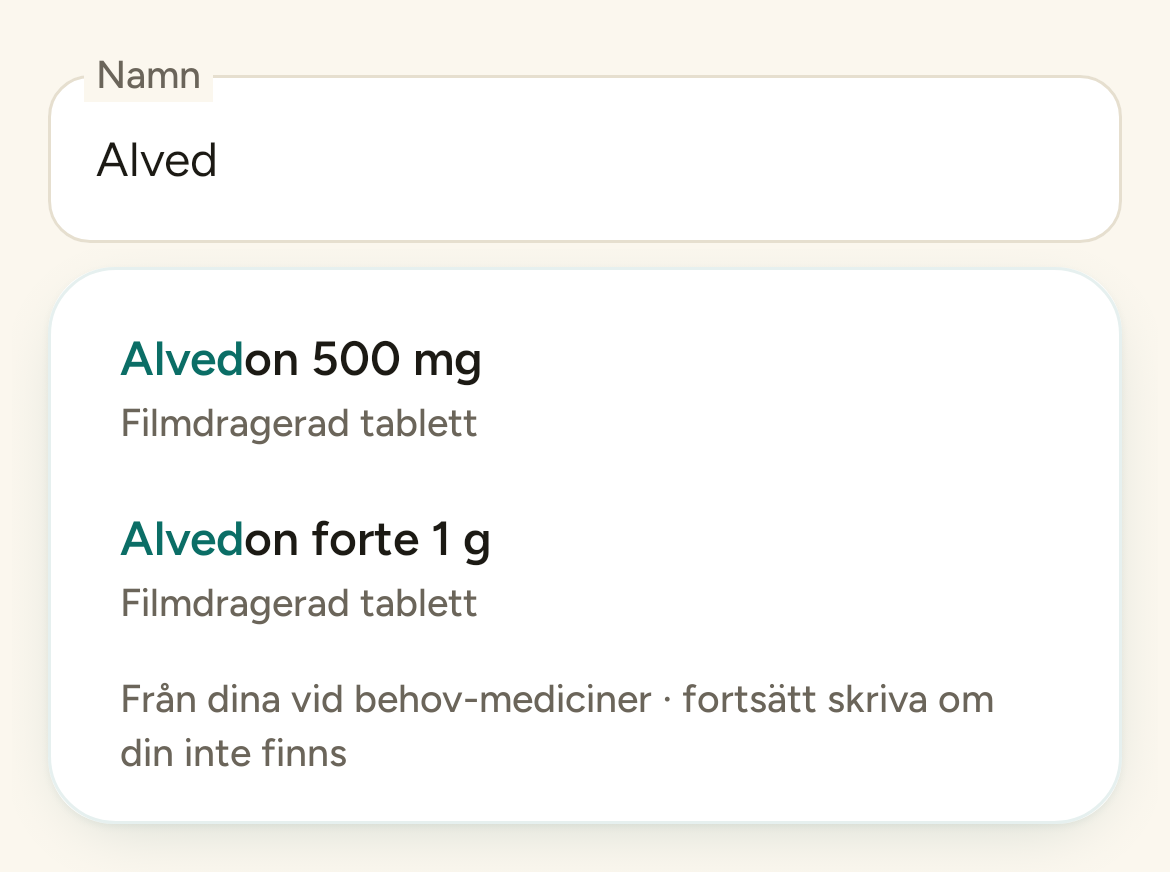 Namn
Alved
Alvedon 500 mg
Filmdragerad tablett
Alvedon forte 1 g
Filmdragerad tablett
Från dina vid behov-mediciner · fortsätt skriva om
din inte finns